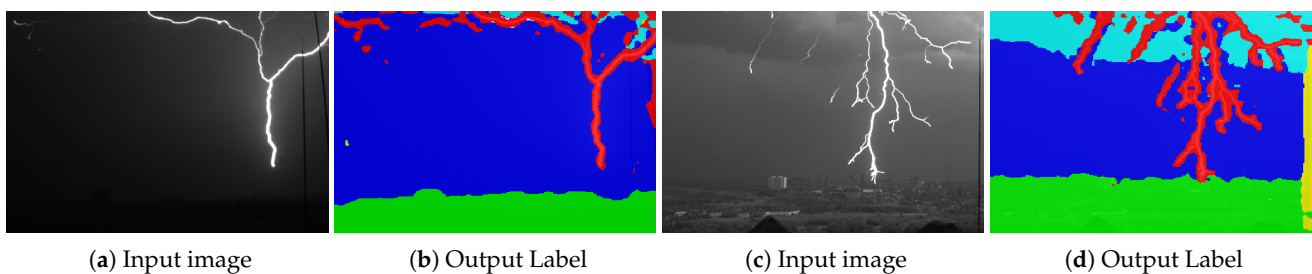 (a) Input image
(b) Output Label
(c) Input image
(d) Output Label